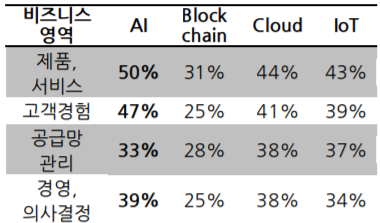 비즈니스 영역 AI Block chain Cloud IoT
제품, 서비스 50% 31% 44% 43%
고객경험 47% 25% 41% 39%
공급망 관리 33% 28% 38% 37%
경영, 의사결정 39% 25% 38% 34%